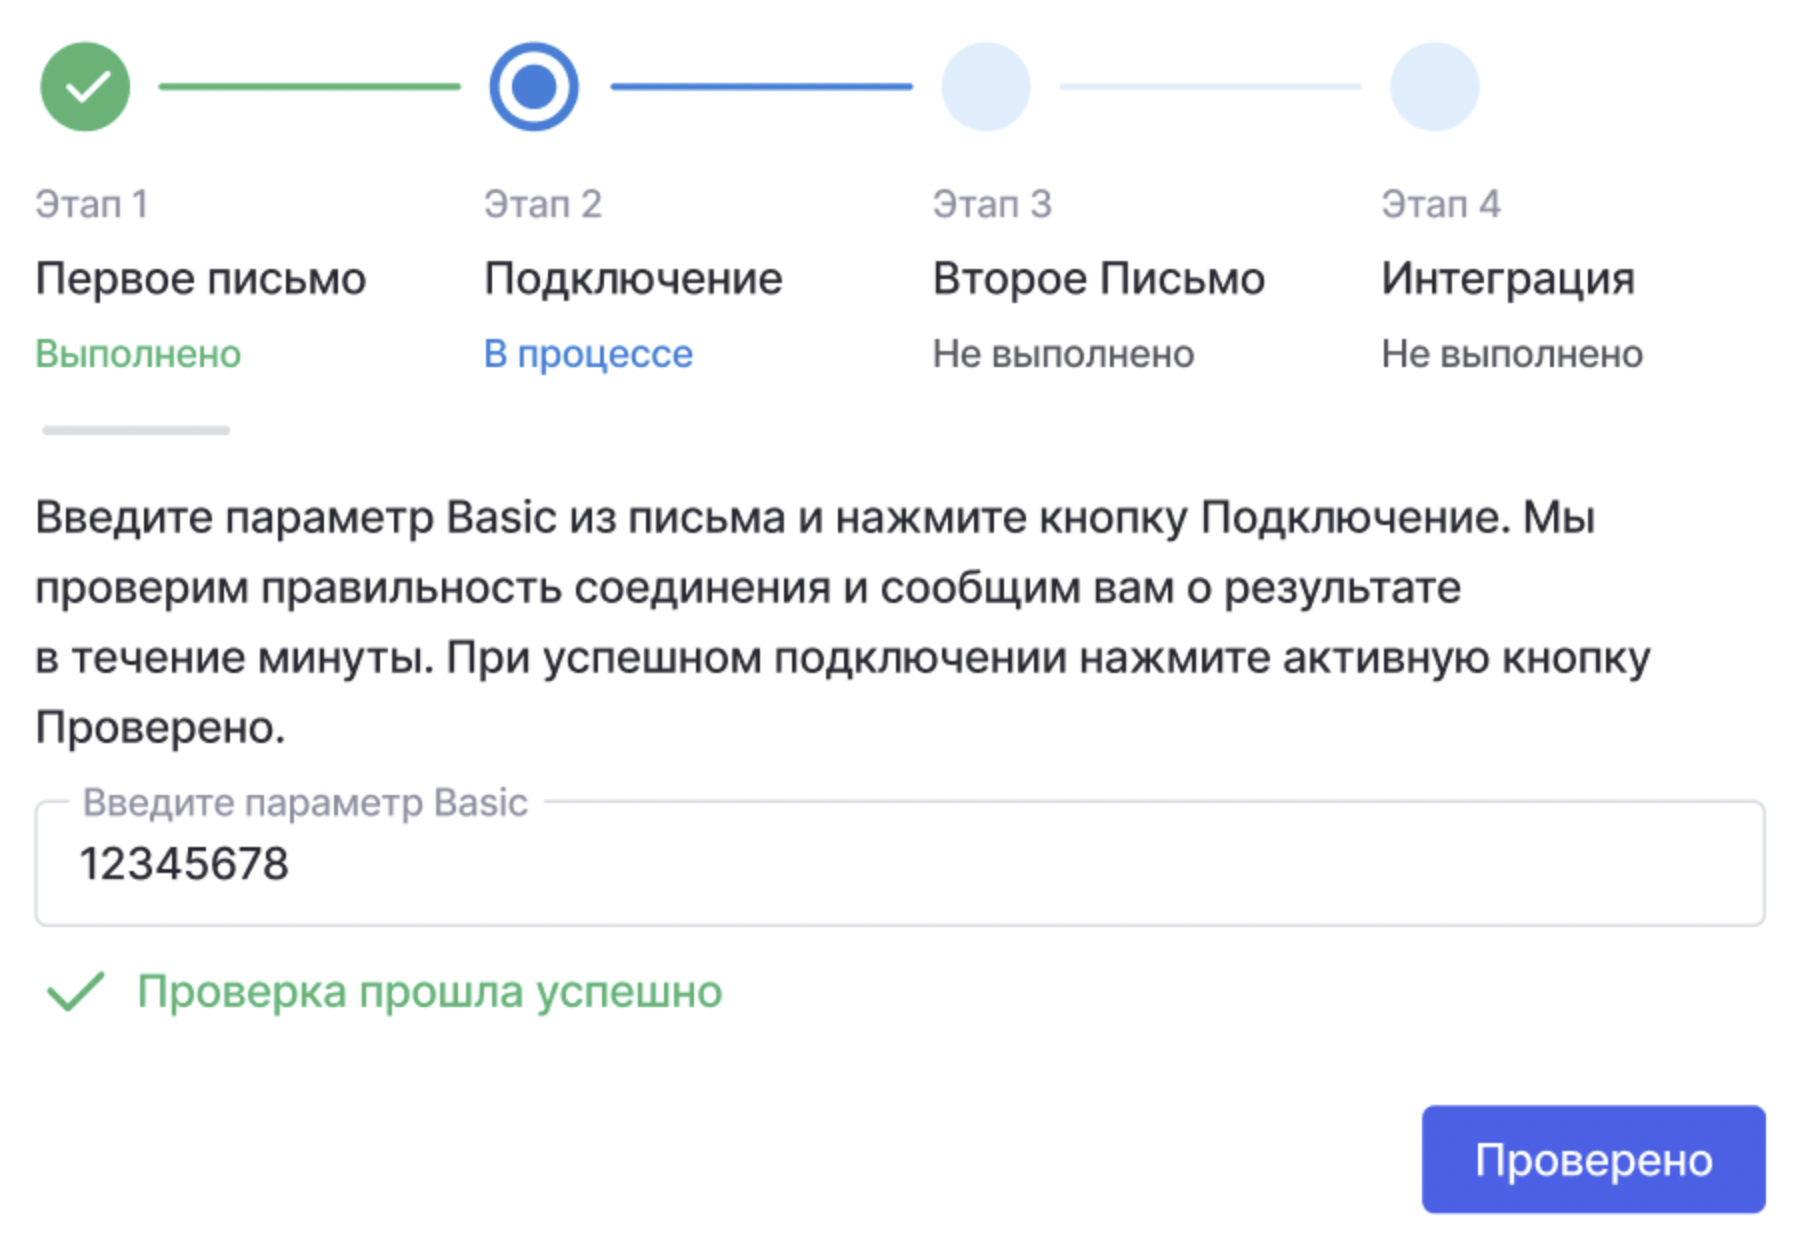 Этап 1 Этап 2 Этап 3 Этап 4
Первое письмо Подключение Второе Письмо Интеграция
Выполнено В процессе Не выполнено Не выполнено
Введите параметр Basic из письма и нажмите кнопку Подключение. Мы
проверим правильность соединения и сообщим вам о результате
в течение минуты. При успешном подключении нажмите активную кнопку
Проверено.
Введите параметр Basic
12345678
Проверка прошла успешно
Проверено